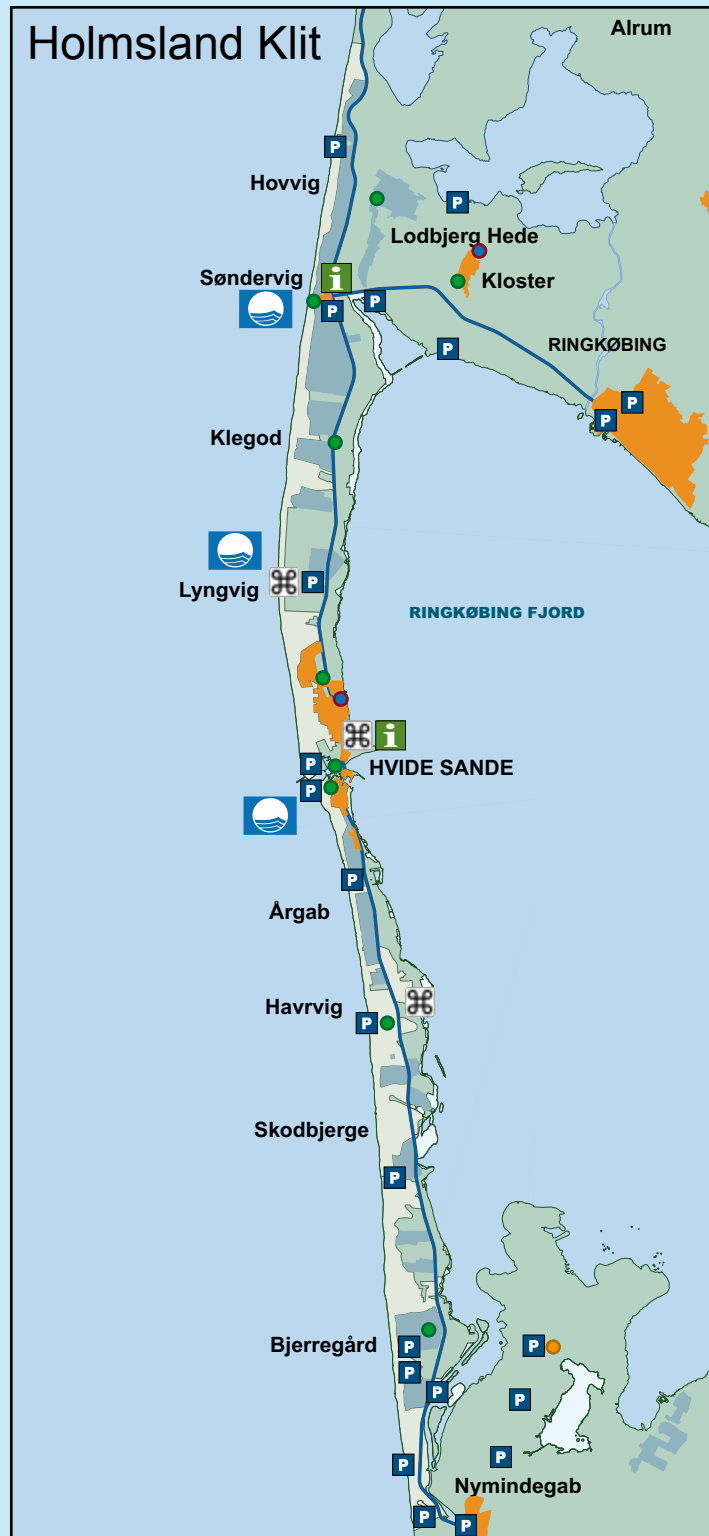 Holmsland Klit
Alrum
P
Hovvig
P
Lodbjerg Hede
Søndervig
i
Kloster
P
P
RINGKØBING
P
P
P
Klegod
Lyngvig
⌘
P
RINGKØBING FJORD
⌘
i
P
HVIDE SANDE
P
P
Årgab
Havrvig
⌘
P
Skodbjerge
P
Bjerregård
P
P
P
P
P
P
P
Nymindegab
P
P